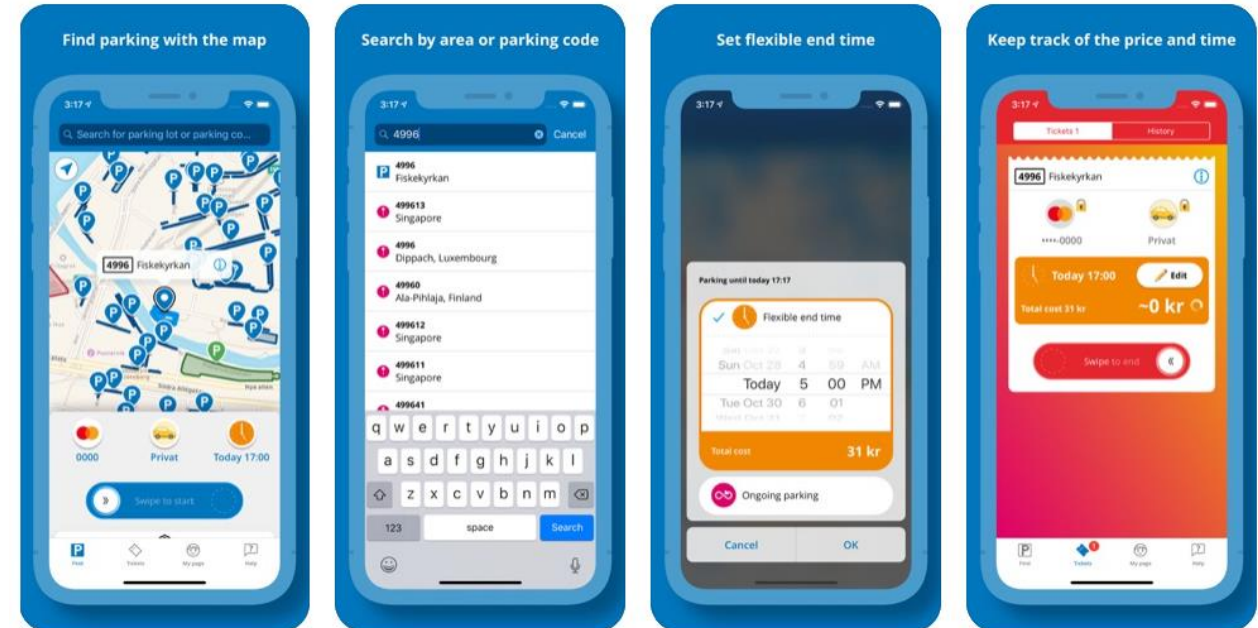 Find parking with the map
3:17
Search for parking lot or parking co...
P
4996 Fiskekyrkan
0000
Privat
Today 17:00
Swipe to start
Find
Tickets
My page
Help
Search by area or parking code
3:17
4996
Cancel
4996
Fiskekyrkan
499613
Singapore
4996
Dippach, Luxembourg
49960
Ala-Pihlaja, Finland
499612
Singapore
499611
Singapore
499641
q w e r t y u i o p
a s d f g h j k l
z x c v b n m
123
space
Search
Set flexible end time
3:17
Parking until today 17:17
Flexible end time
Sun Oct 28 4 59 AM
Today 5 00 PM
Tue Oct 30 6 01
Total cost 31 kr
Ongoing parking
Cancel
OK
Keep track of the price and time
3:17
Tickets 1
History
4996 Fiskekyrkan
••••-0000
Privat
Today 17:00
Edit
Total cost 31 kr
~0 kr
Swipe to end
Find
Tickets
1
My page
Help